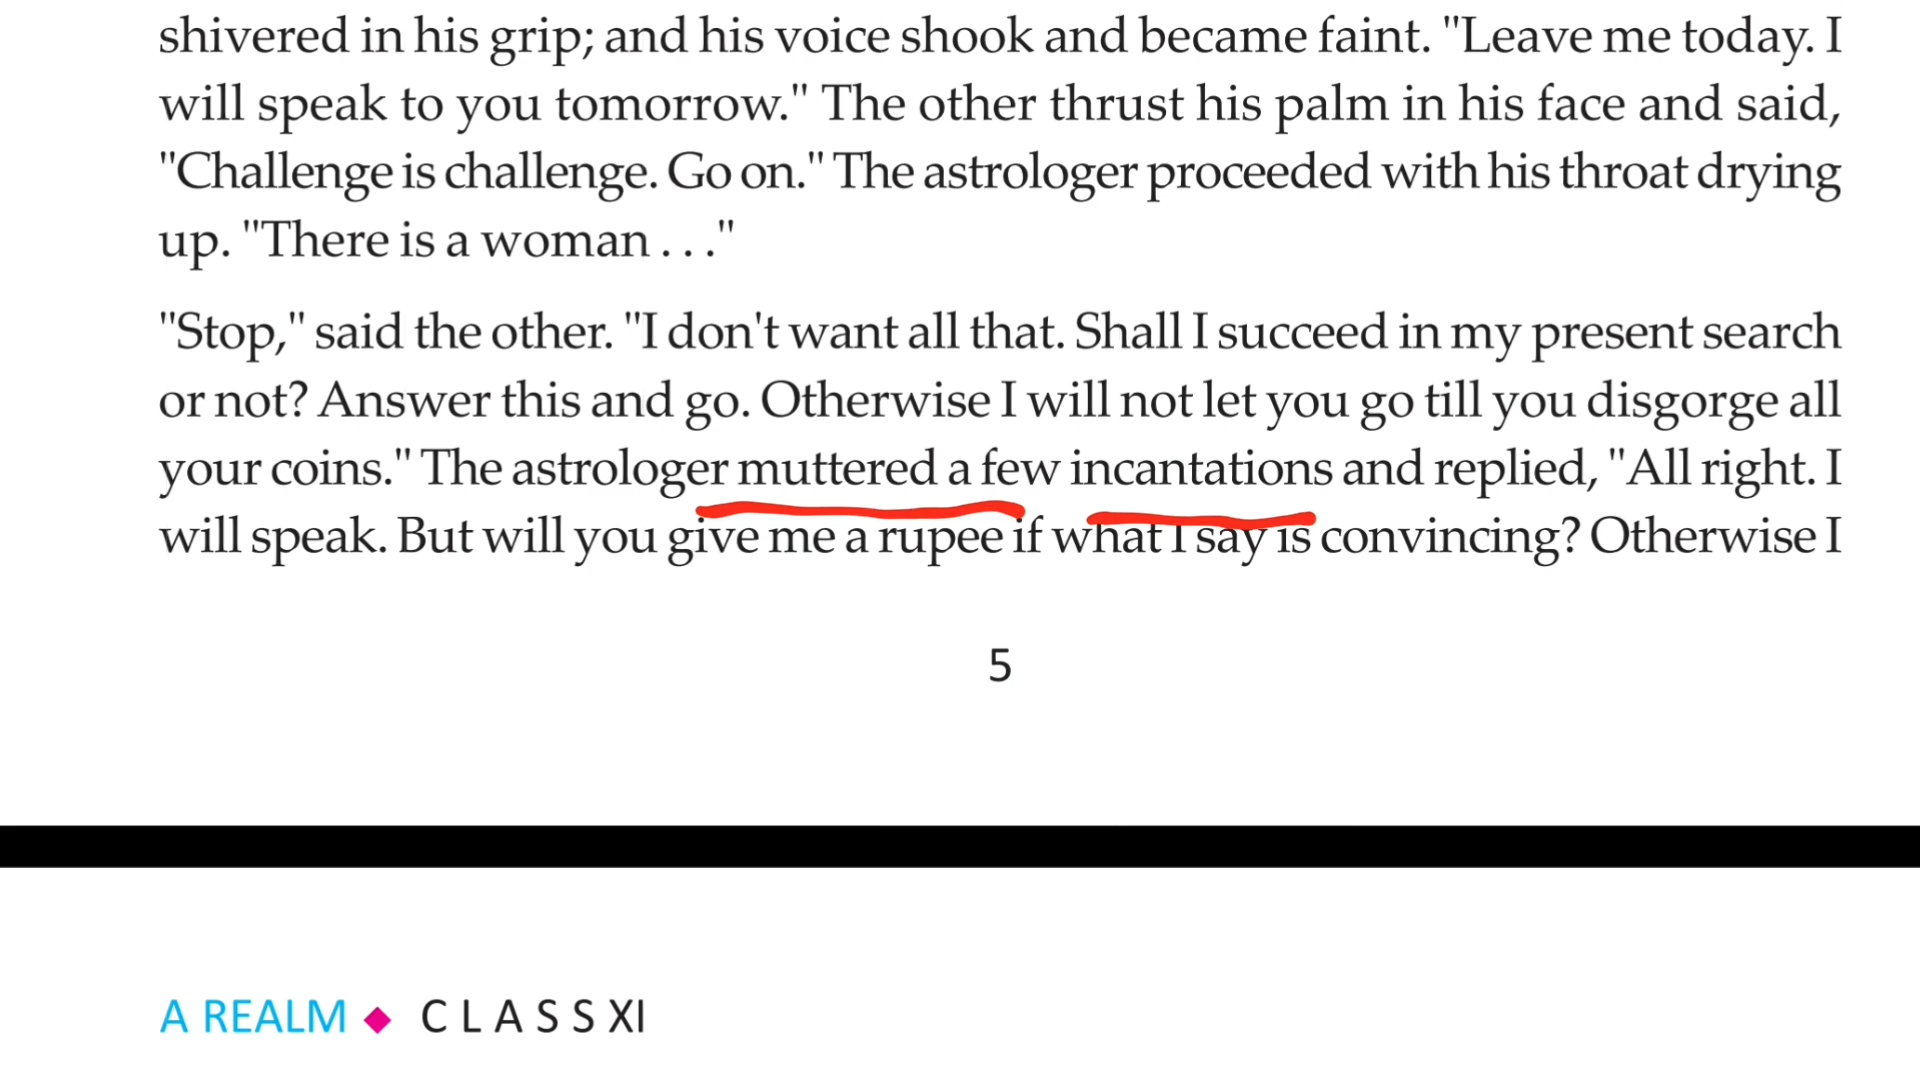 shivered in his grip; and his voice shook and became faint. "Leave me today. I
will speak to you tomorrow." The other thrust his palm in his face and said,
"Challenge is challenge. Go on." The astrologer proceeded with his throat drying
up. "There is a woman . . ."
"Stop," said the other. "I don't want all that. Shall I succeed in my present search
or not? Answer this and go. Otherwise I will not let you go till you disgorge all
your coins." The astrologer muttered a few incantations and replied, "All right. I
will speak. But will you give me a rupee if what I say is convincing? Otherwise I
5
A REALM ◆ C L A S S XI